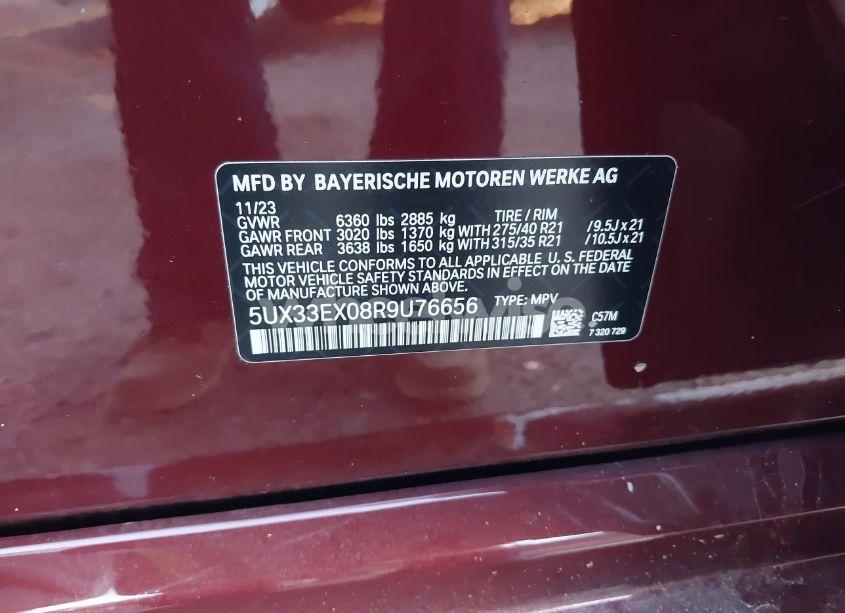 MFD BY BAYERISCHE MOTOREN WERKE AG
11/23
GVWR 6360 lbs 2885 kg TIRE / RIM
GAWR FRONT 3020 lbs 1370 kg WITH 275/40 R21 / 9.5J x 21
GAWR REAR 3638 lbs 1650 kg WITH 315/35 R21 / 10.5J x 21
THIS VEHICLE CONFORMS TO ALL APPLICABLE U. S. FEDERAL
MOTOR VEHICLE SAFETY STANDARDS IN EFFECT ON THE DATE
OF MANUFACTURE SHOWN ABOVE.
5UX33EX08R9U76656 TYPE: MPV C57M
7 320 729